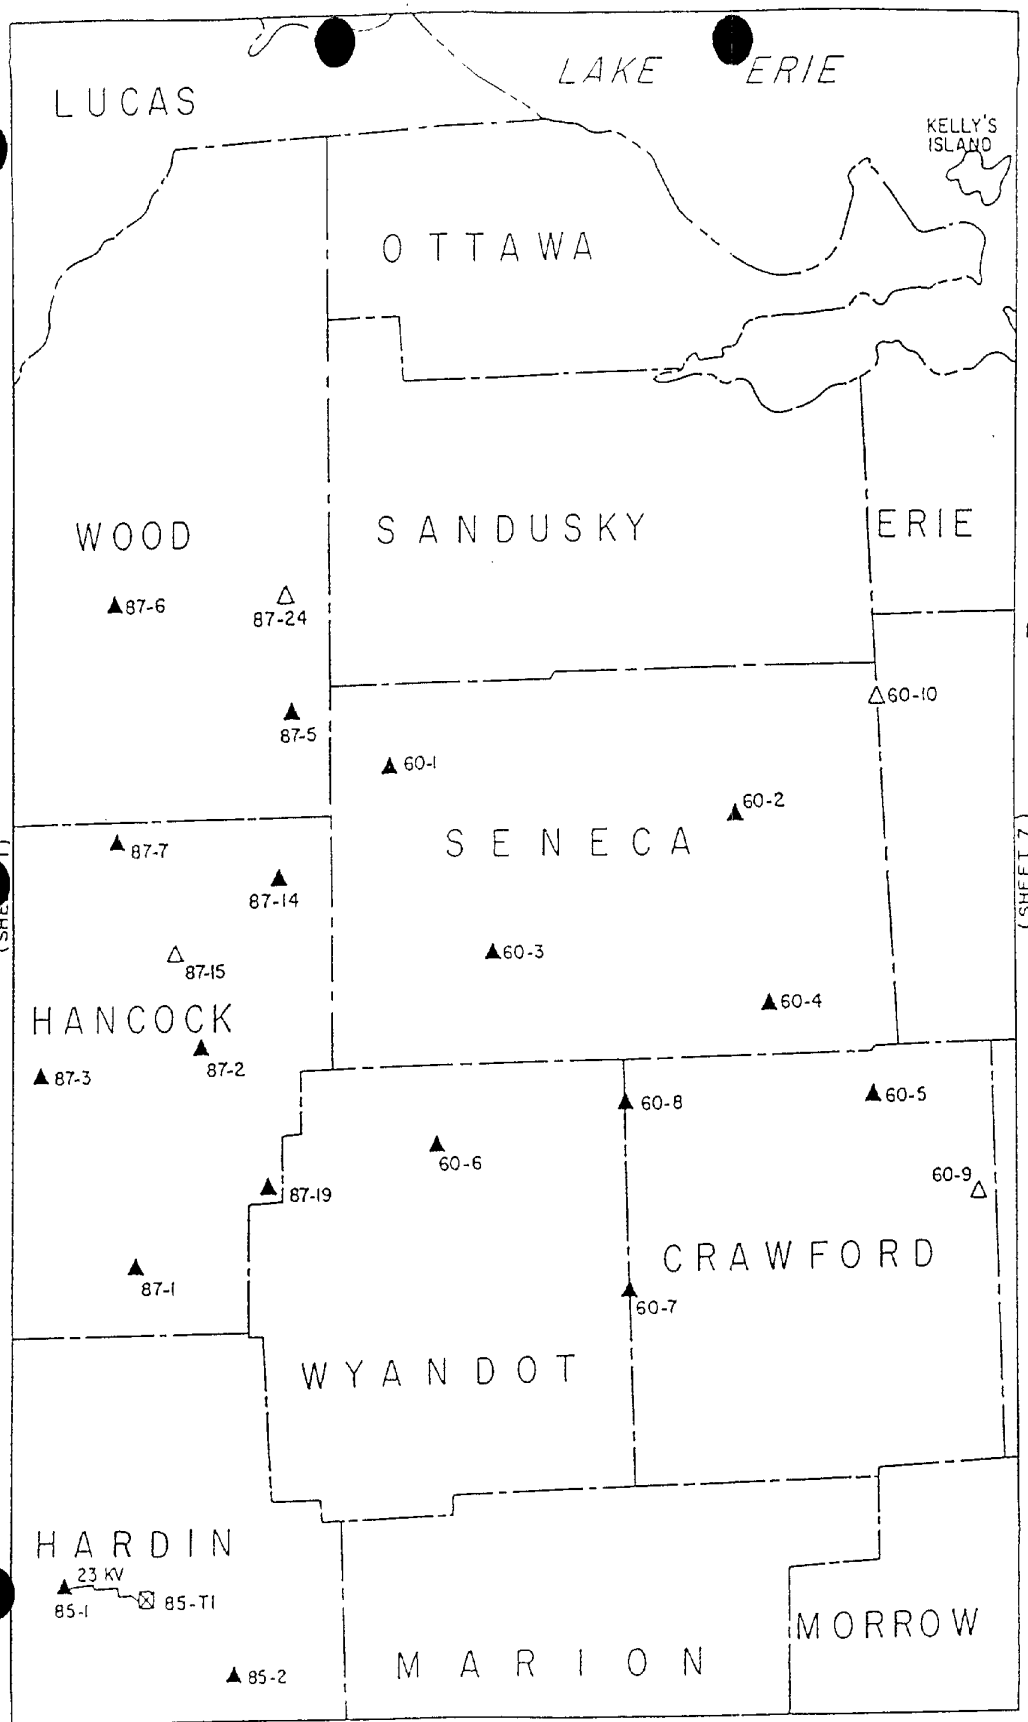 LAKE ERIE
LUCAS
KELLY'S
ISLAND
OTTAWA
WOOD
SANDUSKY
ERIE
87-6
87-24
60-10
87-5
60-1
60-2
SENECA
87-7
87-14
(SHEET 7)
60-3
87-15
60-4
HANCOCK
87-2
87-3
60-8
60-5
60-6
60-9
87-19
CRAWFORD
87-1
60-7
WYANDOT
HARDIN
23 KV
85-1
85-T1
MORROW
MARION
85-2